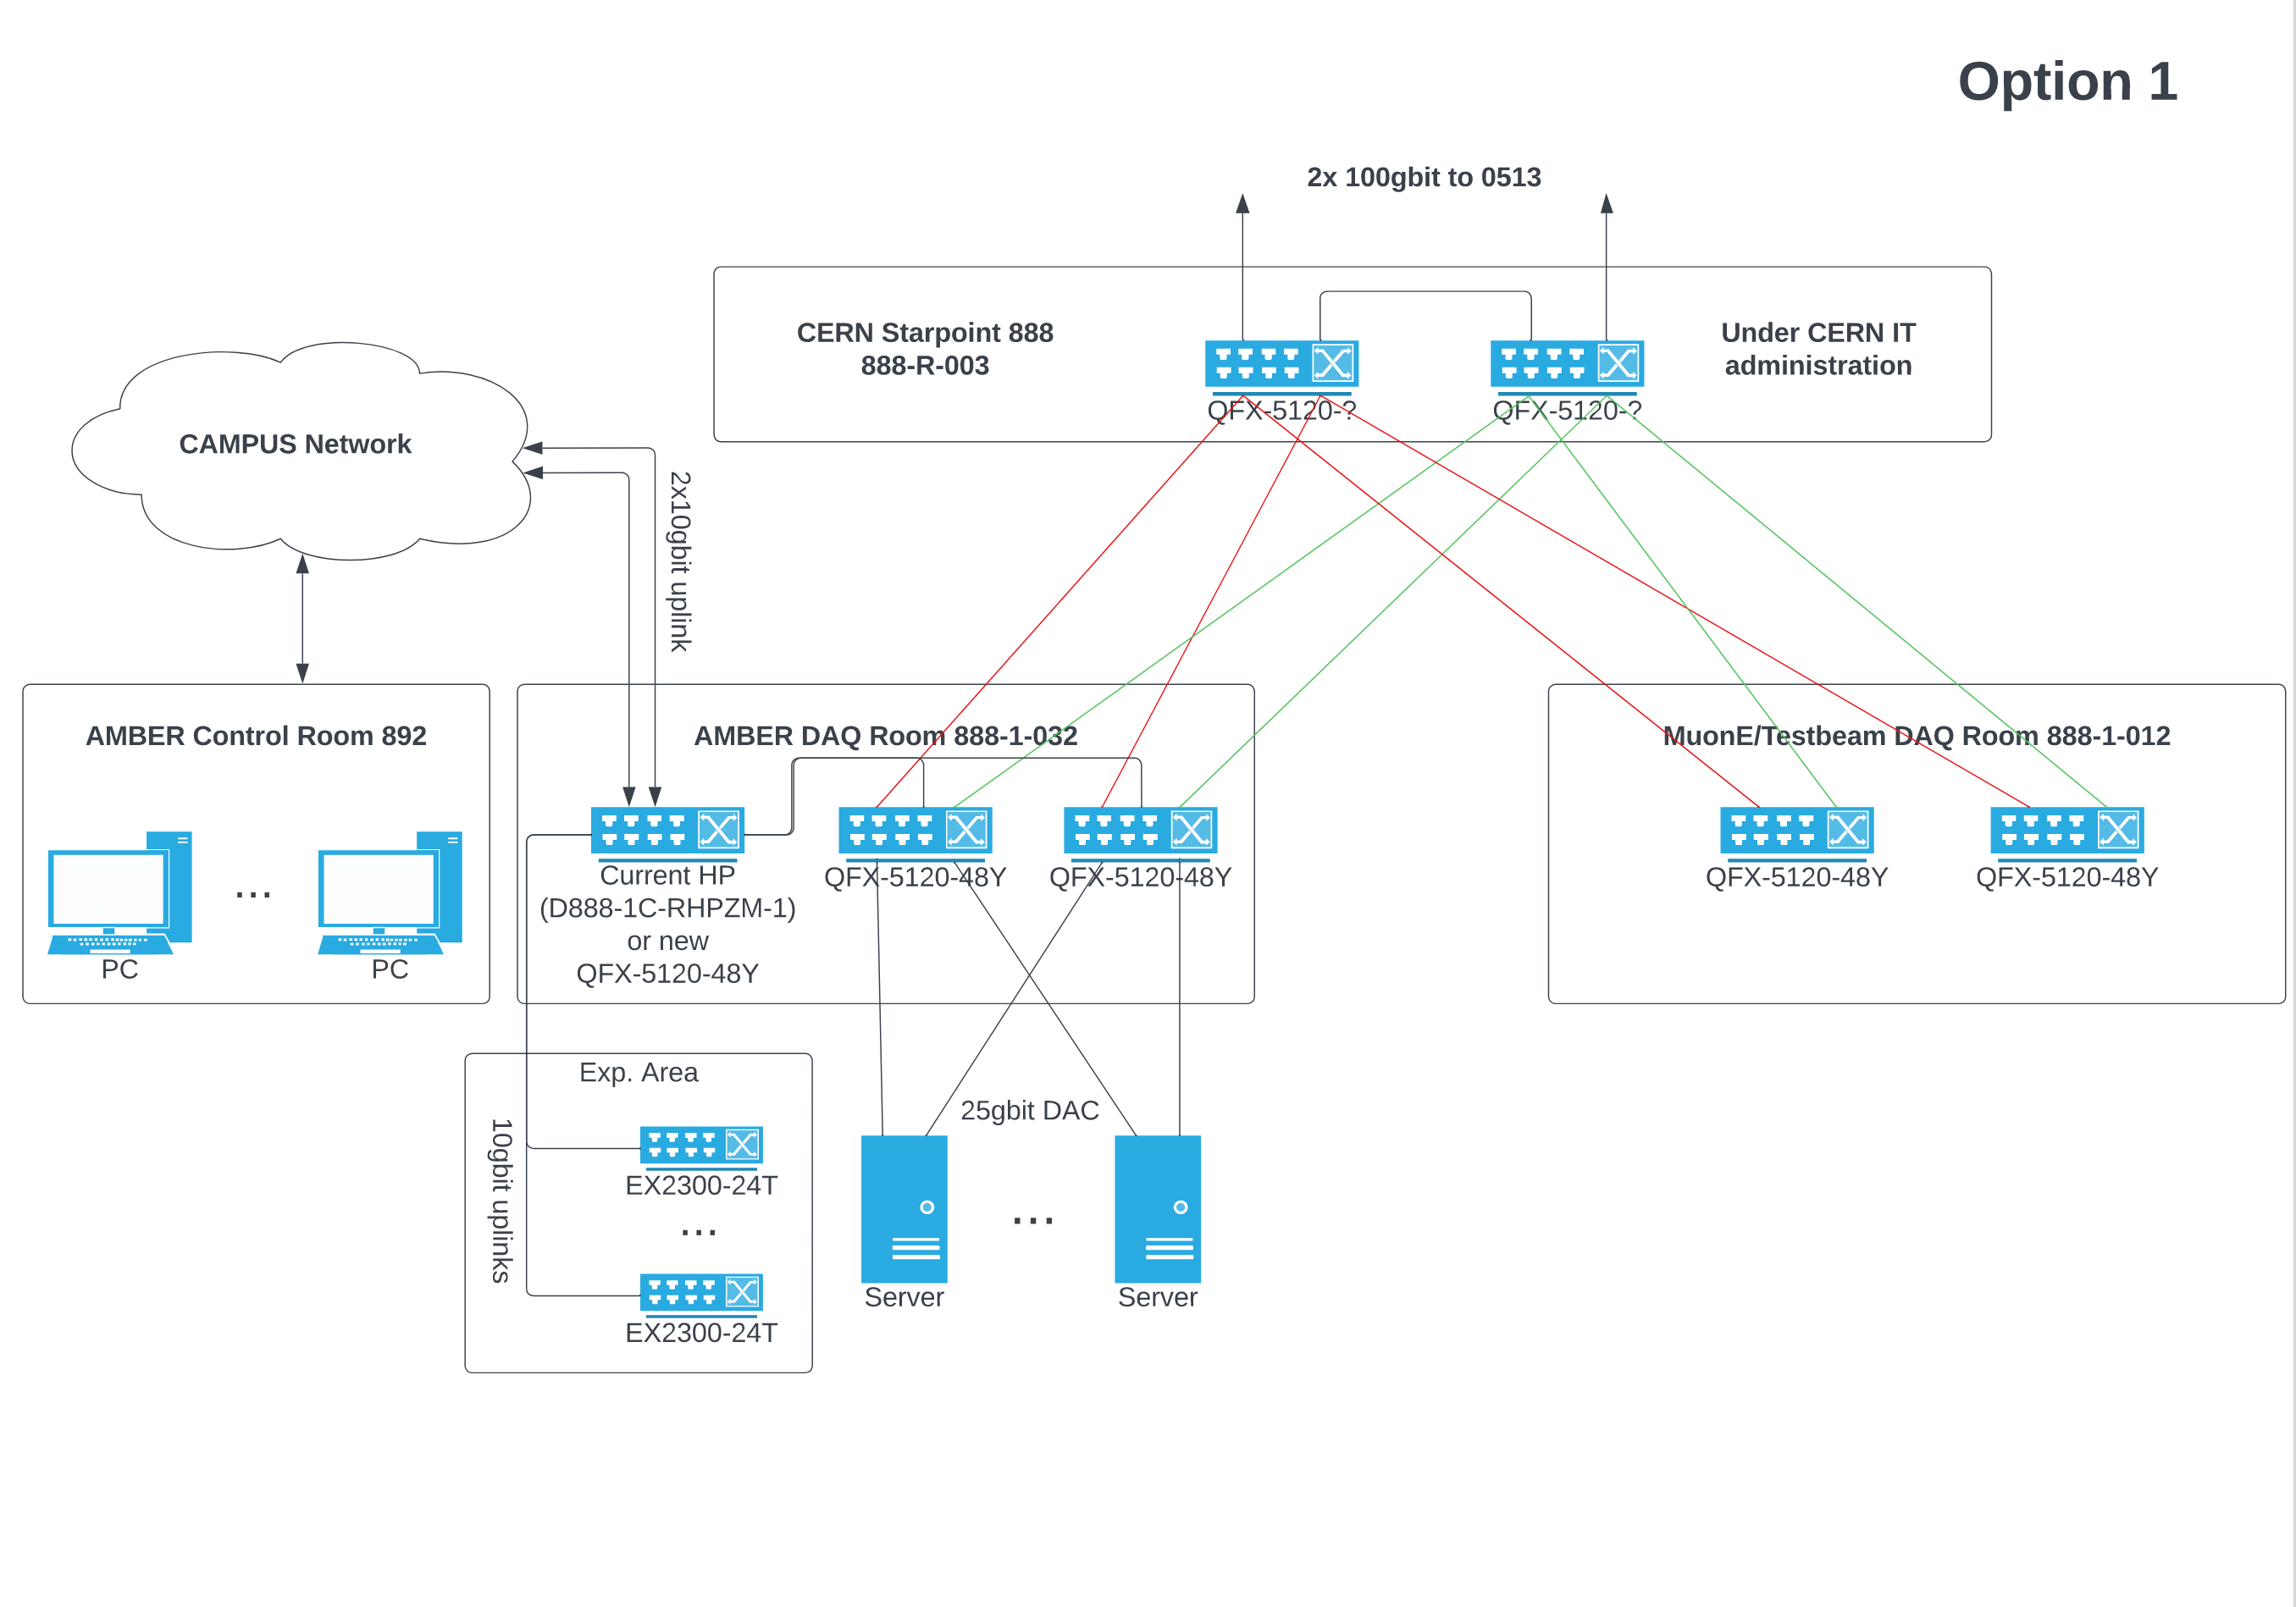 Option 1
2x 100gbit to 0513
CERN Starpoint 888
888-R-003
Under CERN IT
administration
QFX-5120-?
QFX-5120-?
CAMPUS Network
2x10gbit uplink
AMBER Control Room 892
PC
...
PC
AMBER DAQ Room 888-1-032
Current HP
(D888-1C-RHPZM-1)
or new
QFX-5120-48Y
QFX-5120-48Y
QFX-5120-48Y
MuonE/Testbeam DAQ Room 888-1-012
QFX-5120-48Y
QFX-5120-48Y
Exp. Area
10gbit uplinks
EX2300-24T
...
EX2300-24T
25gbit DAC
Server
...
Server